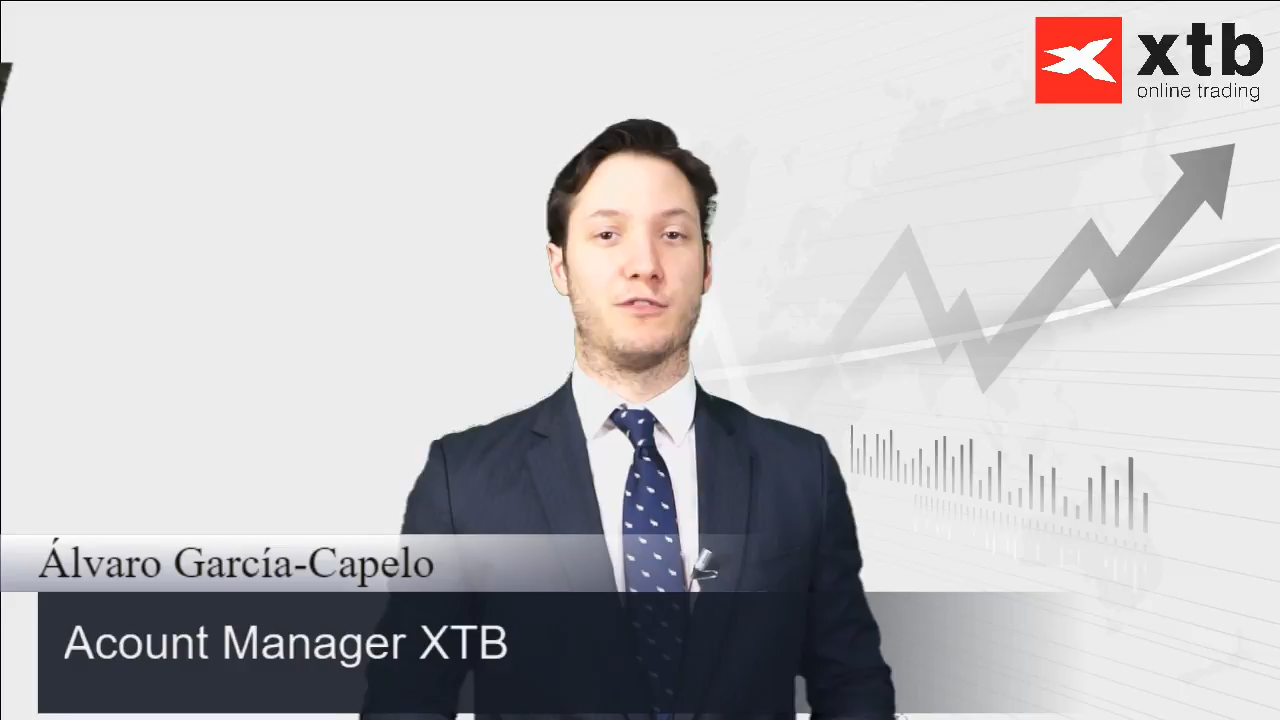 xtb
online trading
Álvaro García-Capelo
Acount Manager XTB